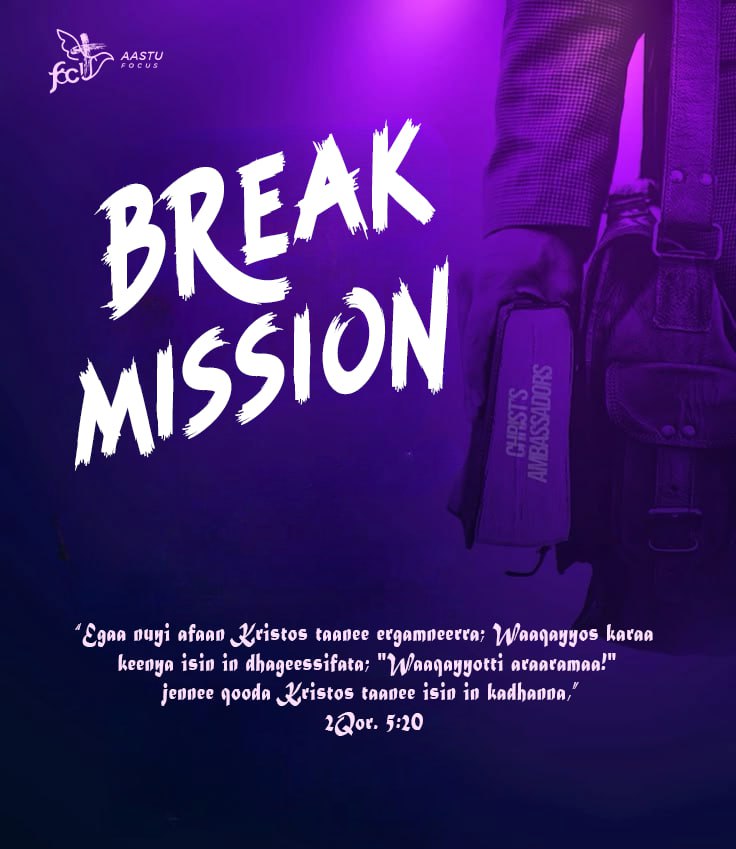 AASTU
FOCUS
BREAK
MISSION
CHRIST'S
AMBASSADORS
"Egaa nuyi afaan Kristos taanee ergamneerra; Waaqayyos karaa
keenya isin in dhageessifata; "Waaqayyotti araaramaa!"
jennee qooda Kristos taanee isin in kadhanna,"
2Qor. 5:20